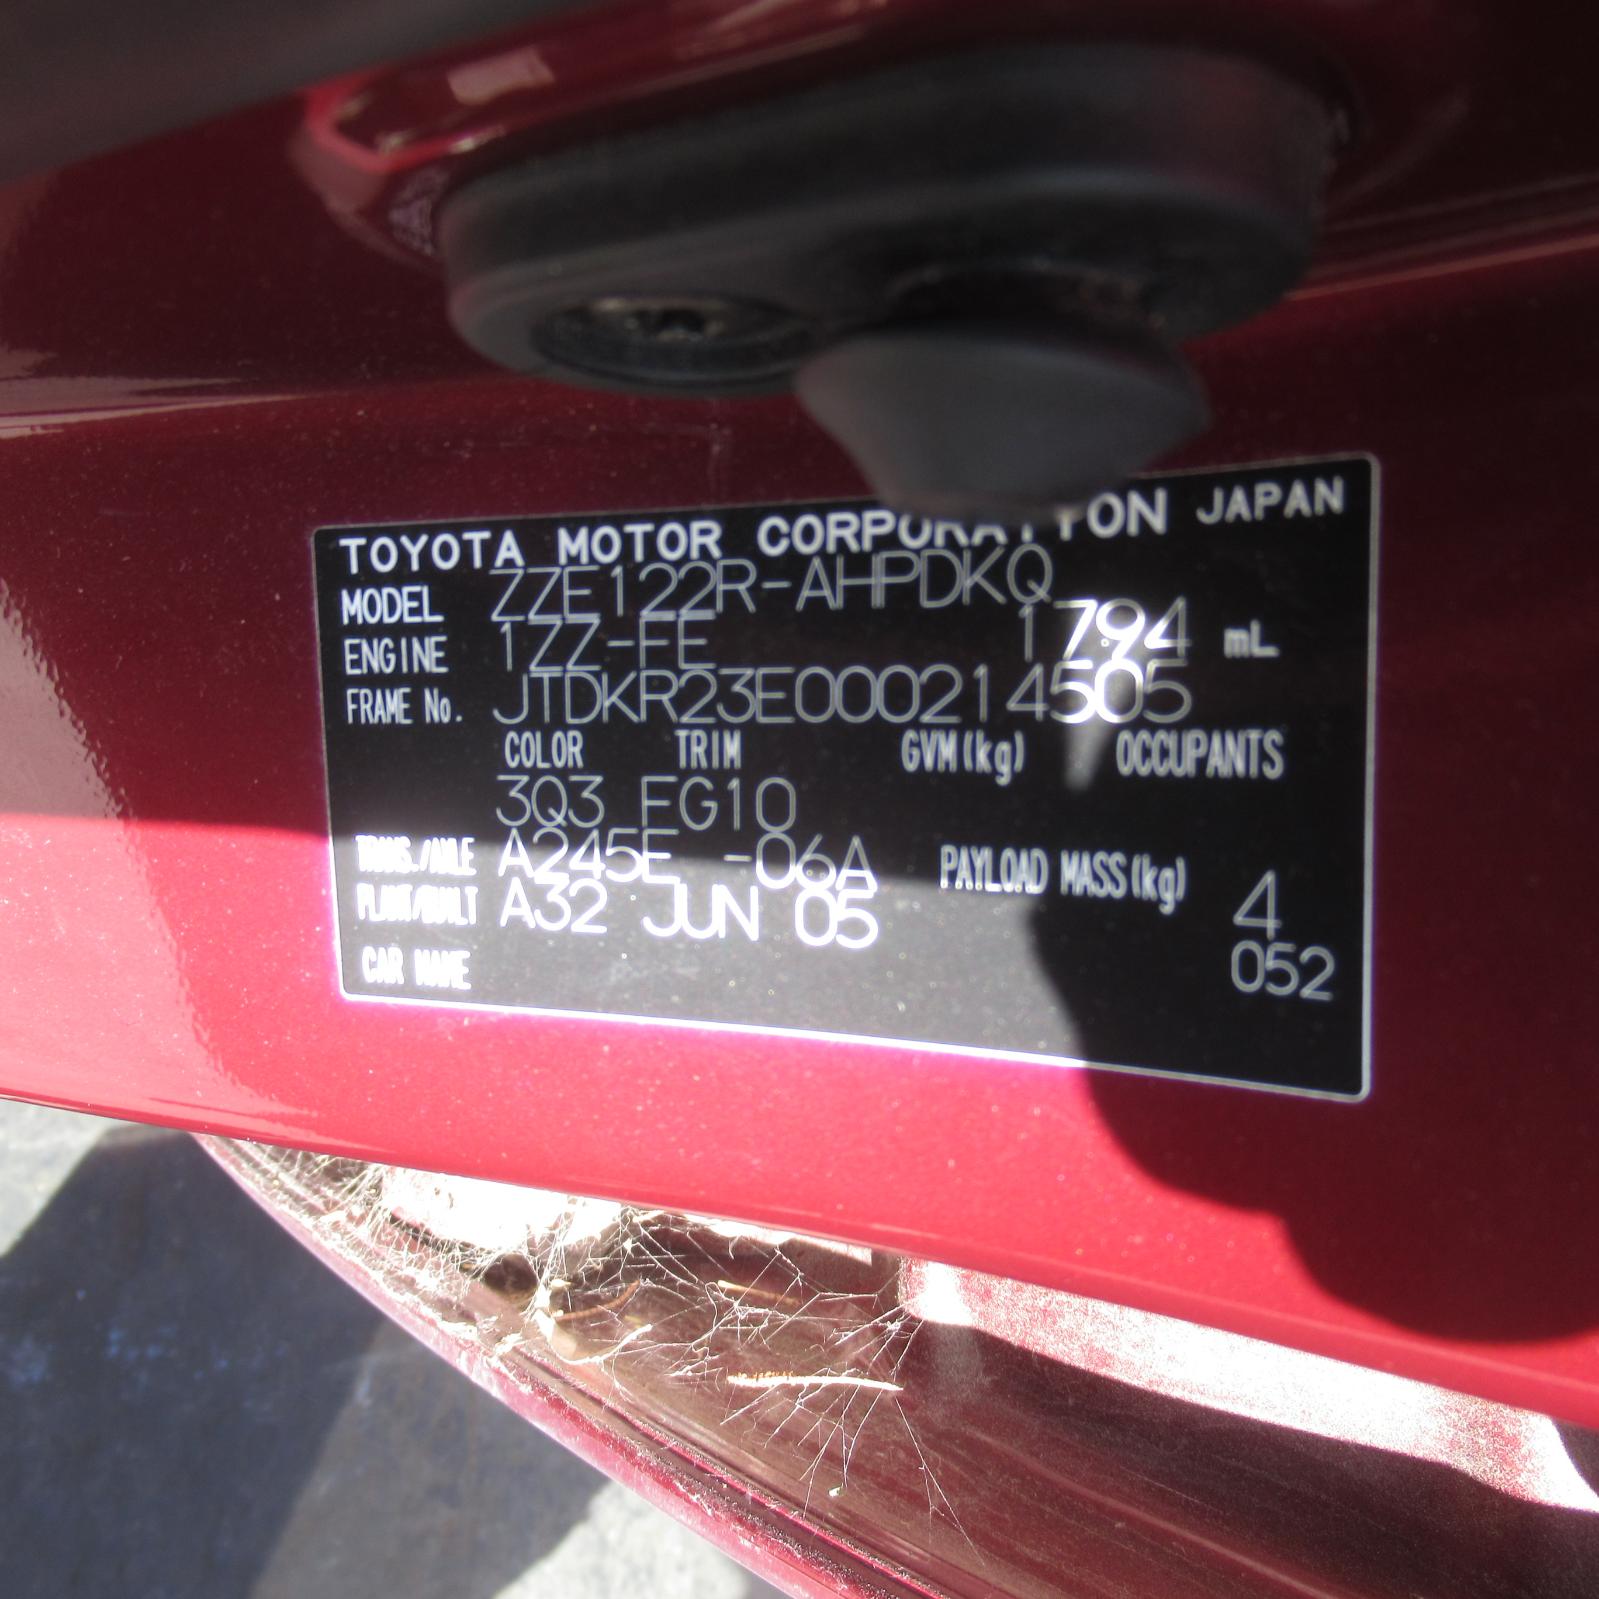 TOYOTA MOTOR CORPORATION JAPAN
MODEL ZZE122R-AHPDKQ
ENGINE 1ZZ-FE 1794 mL
FRAME No. JTDKR23E000214505
COLOR TRIM GVM(kg) OCCUPANTS
3Q3 FG10
TRANS./AXLE A245E -06A PAYLOAD MASS(kg) 4
PLANT/BUILT A32 JUN 05 052
CAR NAME